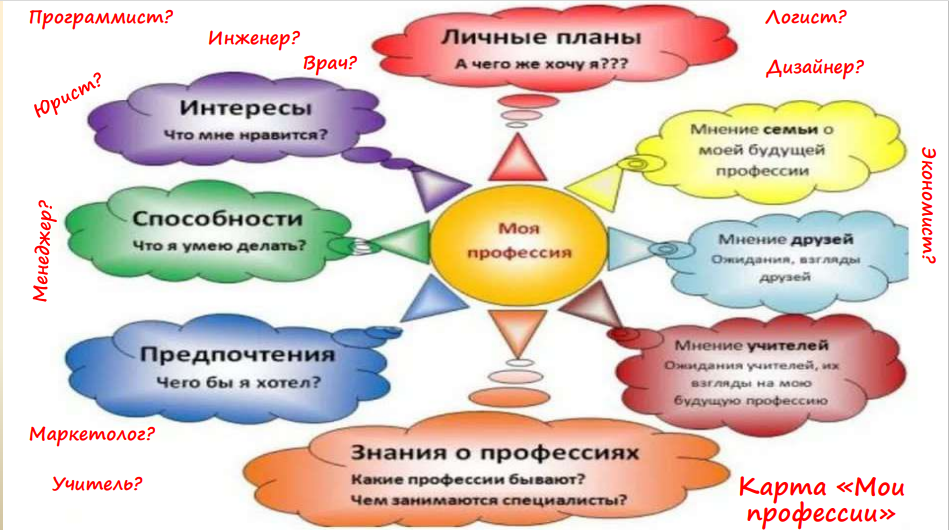 Программист?
Инженер?
Врач?
Юрист?
Личные планы
А чего же хочу я???
Логист?
Дизайнер?
Интересы
Что мне нравится?
Мнение семьи о
моей будущей
профессии
Способности
Что я умею делать?
Моя
профессия
Мнение друзей
Ожидания, взгляды
друзей
Менеджер?
Экономист?
Предпочтения
Чего бы я хотел?
Мнение учителей
Ожидания учителей, их
взгляды на мою
будущую профессию
Маркетолог?
Учитель?
Знания о профессиях
Какие профессии бывают?
Чем занимаются специалисты?
Карта «Мои
профессии»